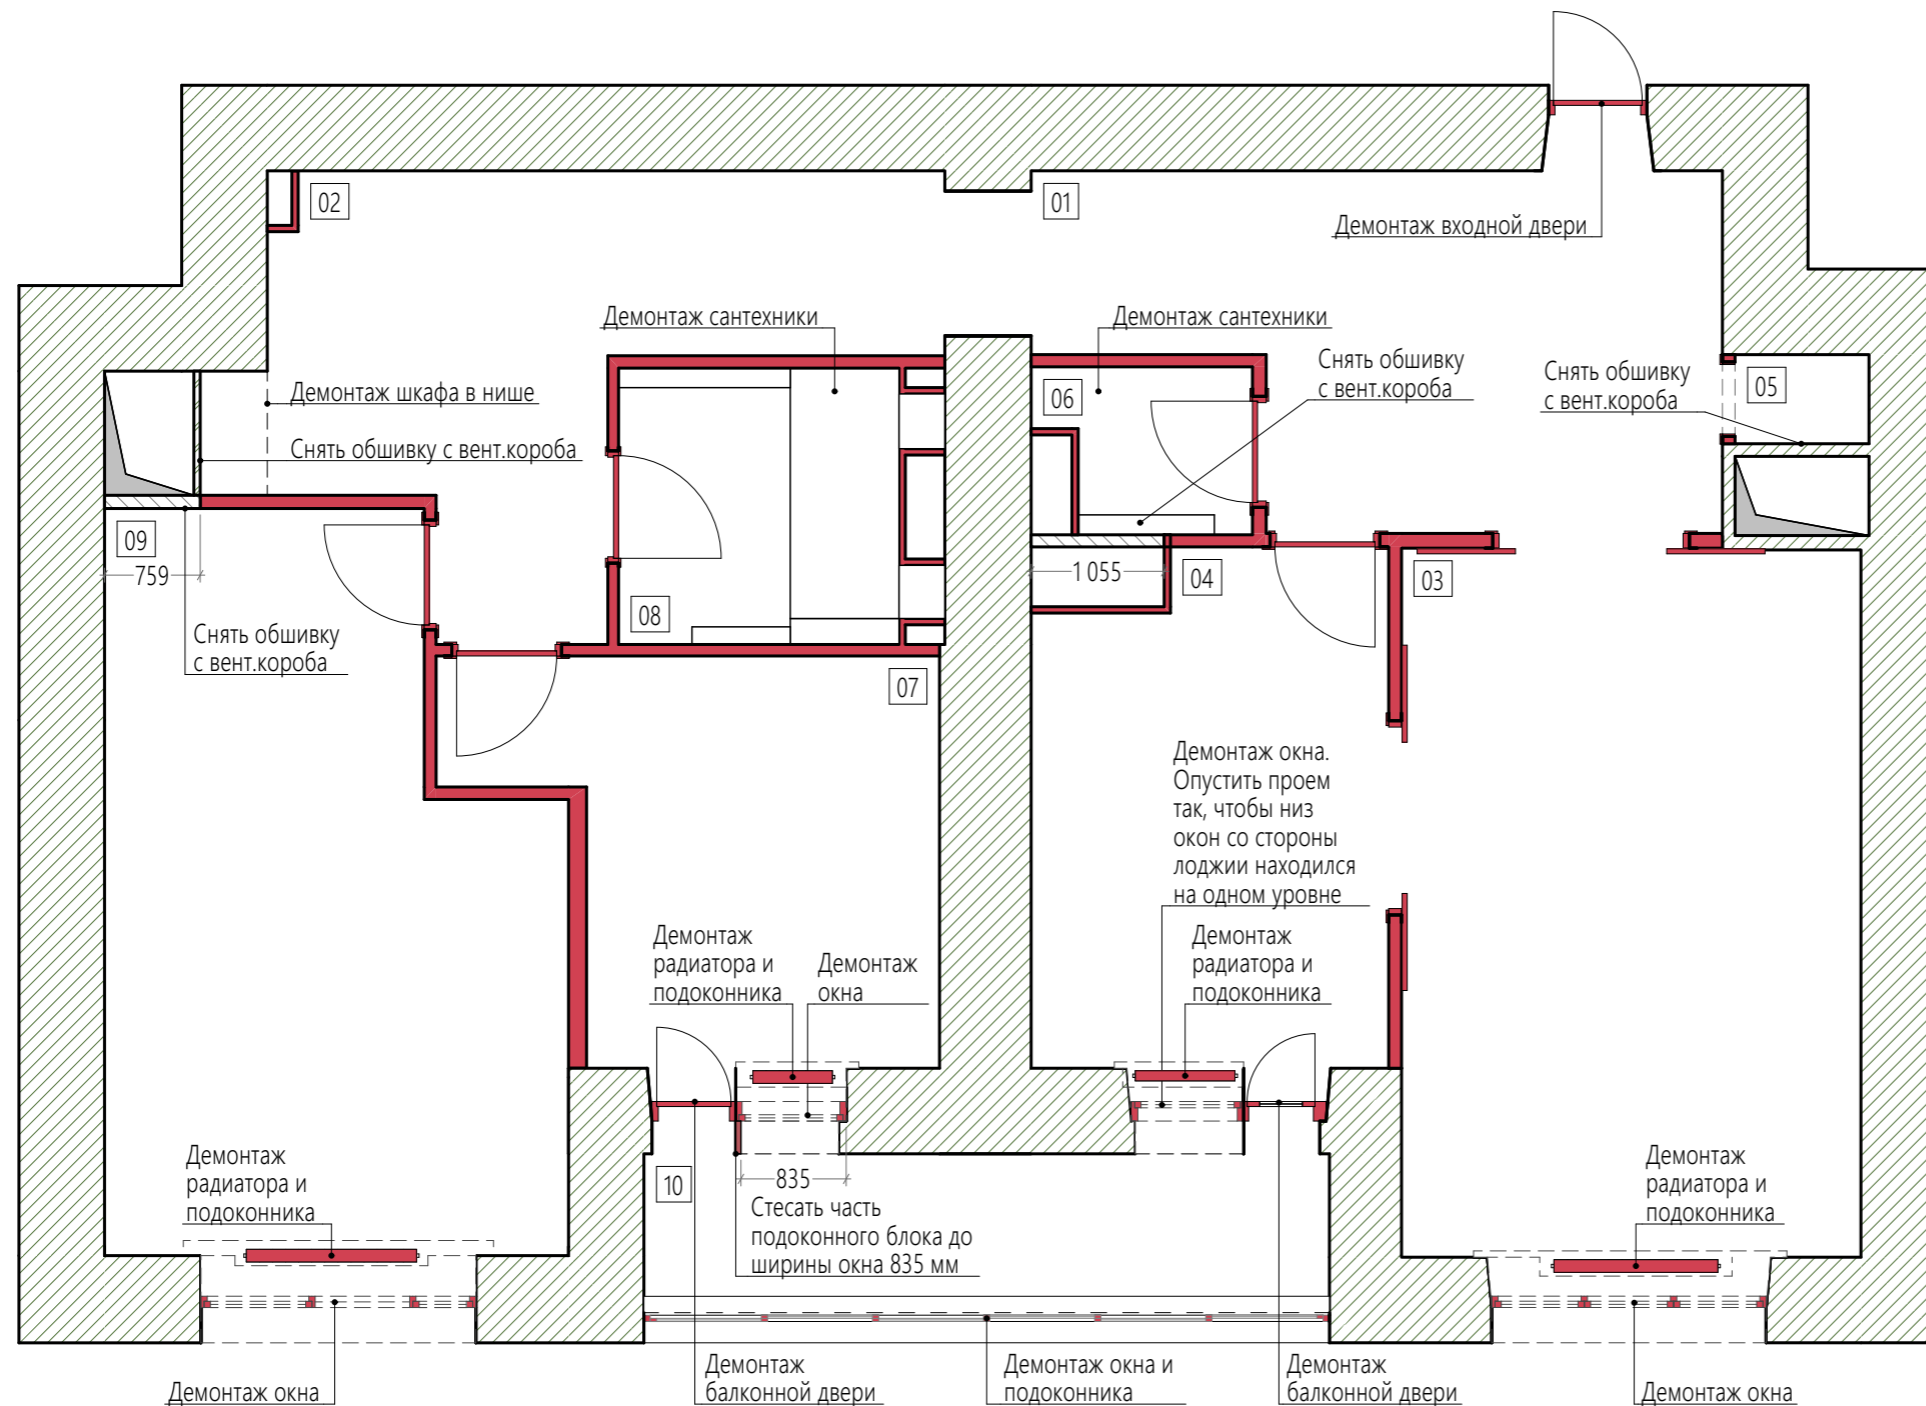 02
01
Демонтаж входной двери
Демонтаж сантехники
Демонтаж сантехники
Снять обшивку
с вент.короба
Снять обшивку
с вент.короба
05
Демонтаж шкафа в нише
06
Снять обшивку с вент.короба
09
759
1 055
04
03
08
Снять обшивку
с вент.короба
07
Демонтаж окна.
Опустить проем
так, чтобы низ
окон со стороны
лоджии находился
на одном уровне
Демонтаж
радиатора и
подоконника
Демонтаж
окна
Демонтаж
радиатора и
подоконника
Демонтаж
радиатора и
подоконника
10
835
Стесать часть
подоконного блока до
ширины окна 835 мм
Демонтаж
радиатора и
подоконника
Демонтаж окна
Демонтаж
балконной двери
Демонтаж окна и
подоконника
Демонтаж
балконной двери
Демонтаж окна